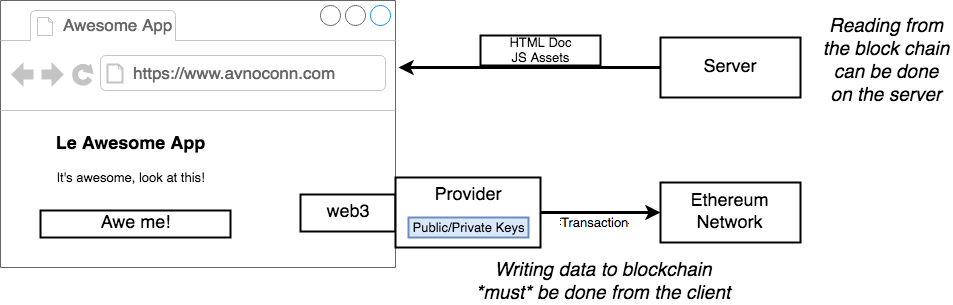 Awesome App
https://www.avnoconn.com
Le Awesome App
It's awesome, look at this!
Awe me!
web3
HTML Doc
JS Assets
Server
Reading from
the block chain
can be done
on the server
Provider
Public/Private Keys
Transaction
Ethereum
Network
Writing data to blockchain
*must* be done from the client